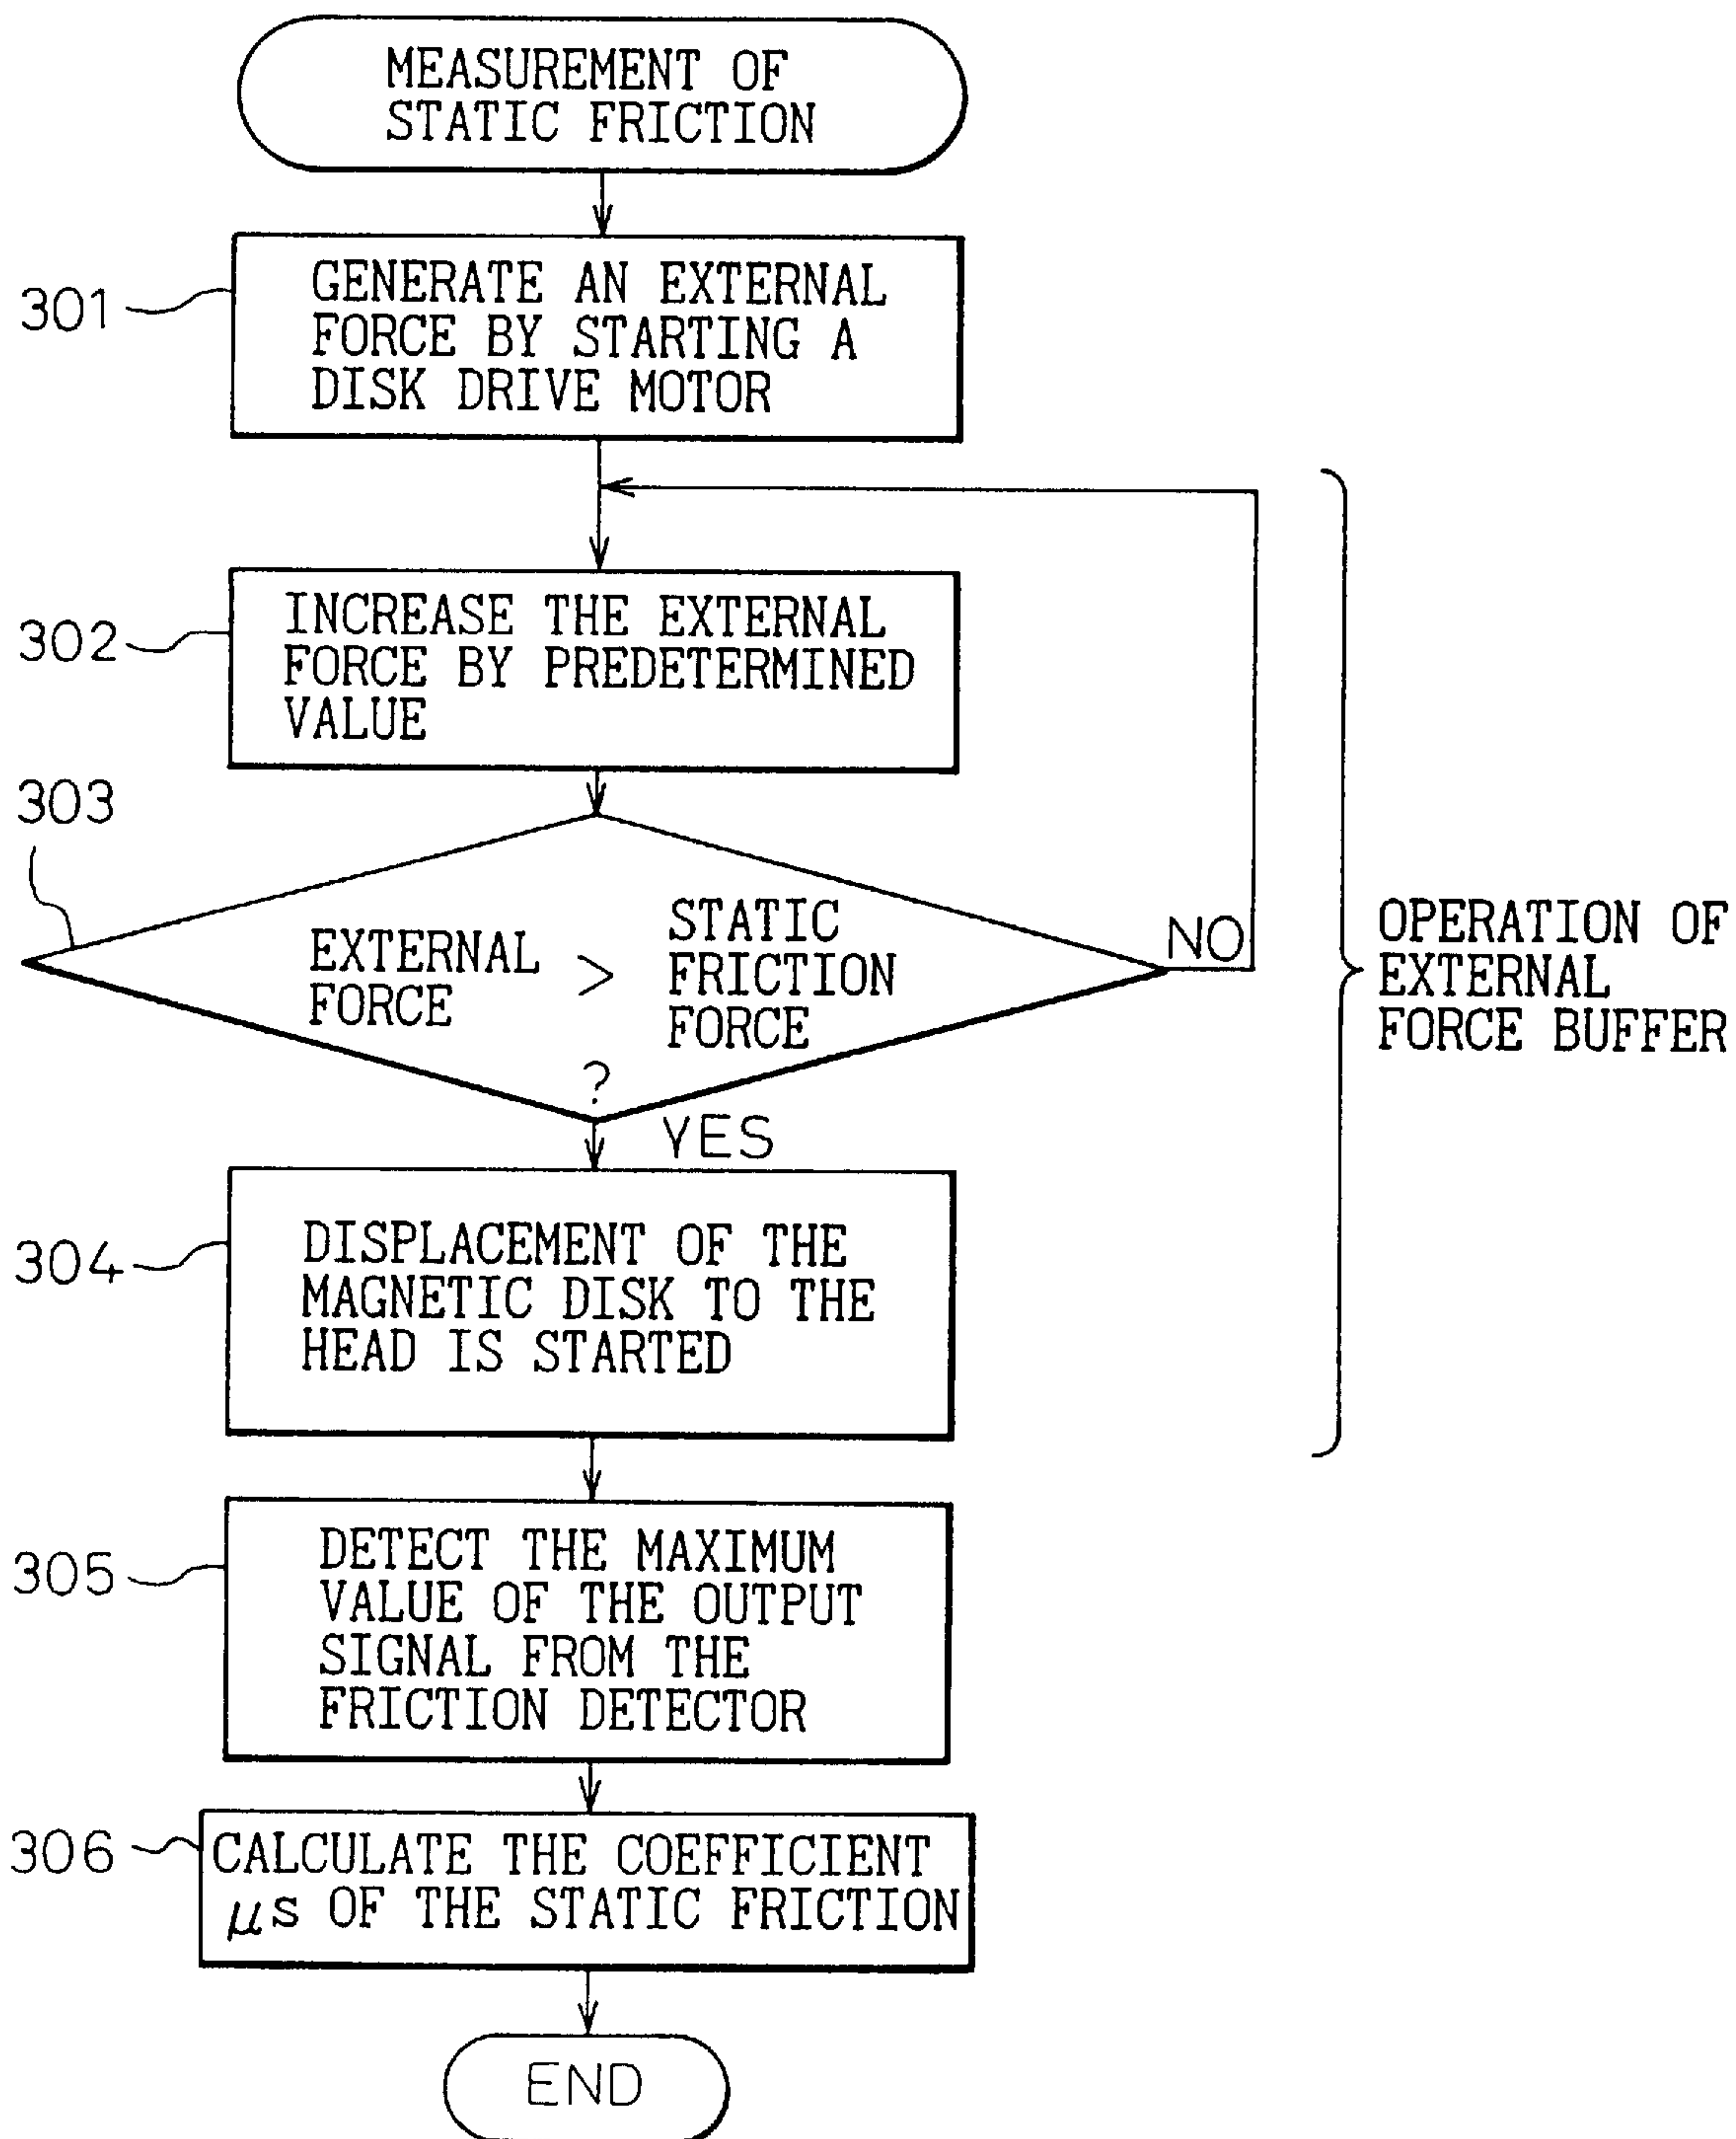 MEASUREMENT OF
STATIC FRICTION
301
GENERATE AN EXTERNAL
FORCE BY STARTING A
DISK DRIVE MOTOR
302
INCREASE THE EXTERNAL
FORCE BY PREDETERMINED
VALUE
303
EXTERNAL
FORCE
>
STATIC
FRICTION
FORCE
?
NO
YES
OPERATION OF
EXTERNAL
FORCE BUFFER
304
DISPLACEMENT OF THE
MAGNETIC DISK TO THE
HEAD IS STARTED
305
DETECT THE MAXIMUM
VALUE OF THE OUTPUT
SIGNAL FROM THE
FRICTION DETECTOR
306
CALCULATE THE COEFFICIENT
μs OF THE STATIC FRICTION
END